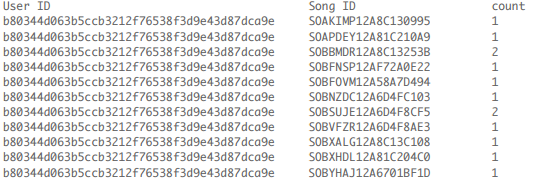 User ID Song ID count
b80344d063b5ccb3212f76538f3d9e43d87dca9e SOAKIMP12A8C130995 1
b80344d063b5ccb3212f76538f3d9e43d87dca9e SOAPDEY12A81C210A9 1
b80344d063b5ccb3212f76538f3d9e43d87dca9e SOBBMDR12A8C13253B 2
b80344d063b5ccb3212f76538f3d9e43d87dca9e SOBFNSP12AF72A0E22 1
b80344d063b5ccb3212f76538f3d9e43d87dca9e SOBFOVM12A58A7D494 1
b80344d063b5ccb3212f76538f3d9e43d87dca9e SOBNZDC12A6D4FC103 1
b80344d063b5ccb3212f76538f3d9e43d87dca9e SOBSUJE12A6D4F8CF5 2
b80344d063b5ccb3212f76538f3d9e43d87dca9e SOBVFZR12A6D4F8AE3 1
b80344d063b5ccb3212f76538f3d9e43d87dca9e SOBXALG12A8C13C108 1
b80344d063b5ccb3212f76538f3d9e43d87dca9e SOBXHDL12A81C204C0 1
b80344d063b5ccb3212f76538f3d9e43d87dca9e SOBYHAJ12A6701BF1D 1